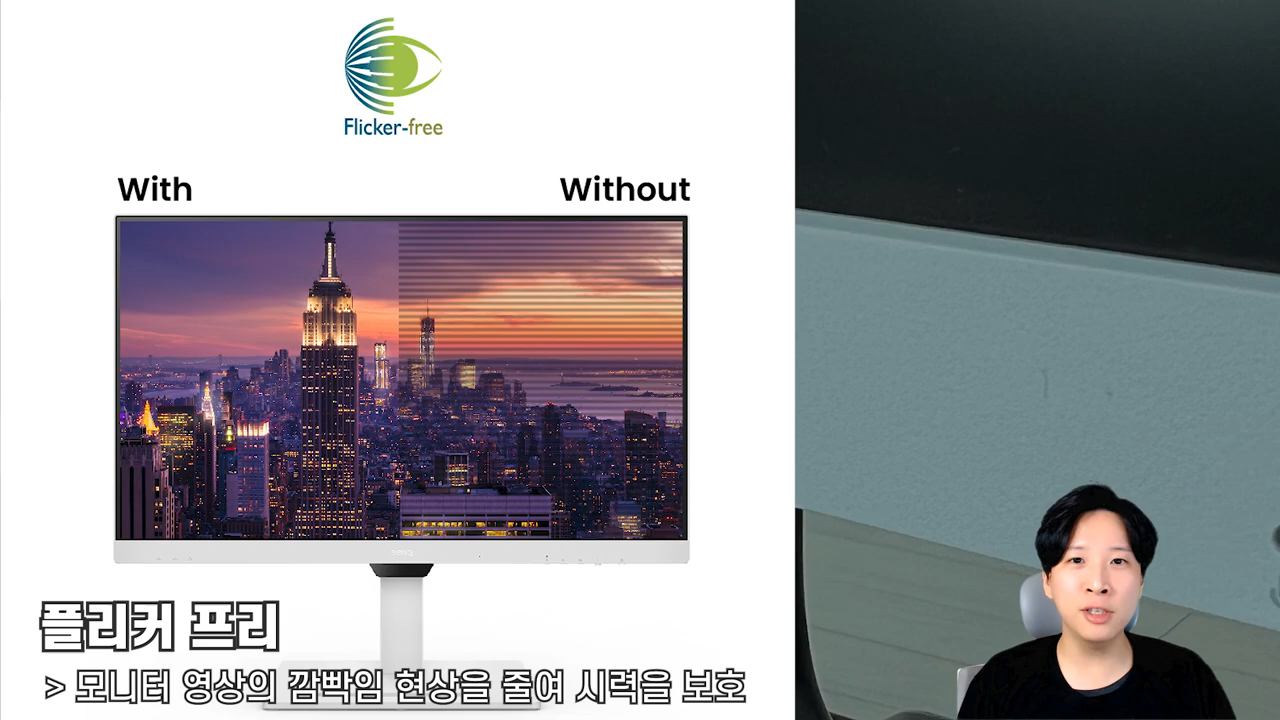 Flicker-free
With
Without
BenQ
플리커 프리
> 모니터 영상의 깜빡임 현상을 줄여 시력을 보호